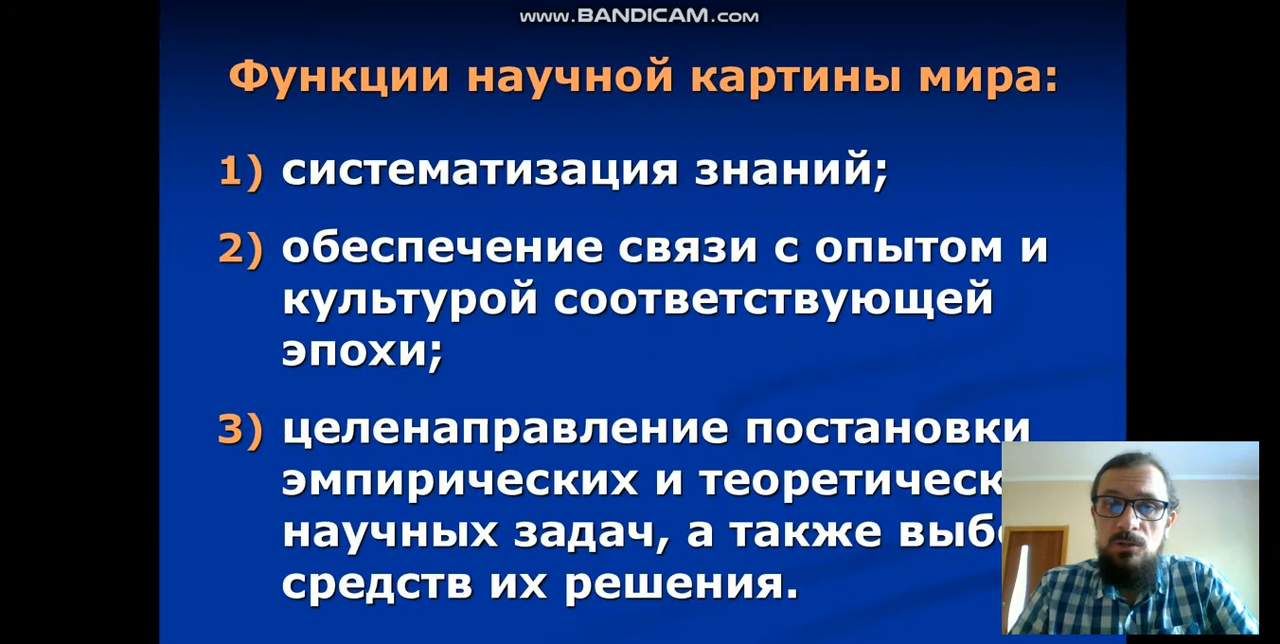 www.BANDICAM.com
Функции научной картины мира:
1) систематизация знаний;
2) обеспечение связи с опытом и
культурой соответствующей
эпохи;
3) целенаправление постановки
эмпирических и
научных задач, а также
средств их решения.